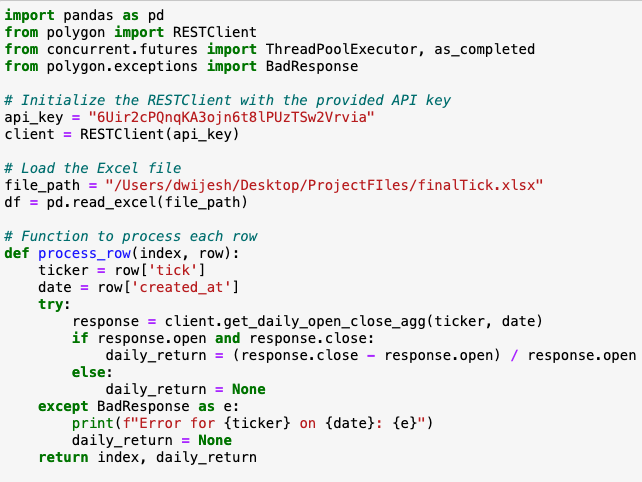 import pandas as pd
from polygon import RESTClient
from concurrent.futures import ThreadPoolExecutor, as_completed
from polygon.exceptions import BadResponse

# Initialize the RESTClient with the provided API key
api_key = "6Uir2cPQnqKA3ojn6t8lPUzTSw2Vrvia"
client = RESTClient(api_key)

# Load the Excel file
file_path = "/Users/dwijesh/Desktop/ProjectFIles/finalTick.xlsx"
df = pd.read_excel(file_path)

# Function to process each row
def process_row(index, row):
    ticker = row['tick']
    date = row['created_at']
    try:
        response = client.get_daily_open_close_agg(ticker, date)
        if response.open and response.close:
            daily_return = (response.close - response.open) / response.open
        else:
            daily_return = None
    except BadResponse as e:
        print(f"Error for {ticker} on {date}: {e}")
        daily_return = None
    return index, daily_return